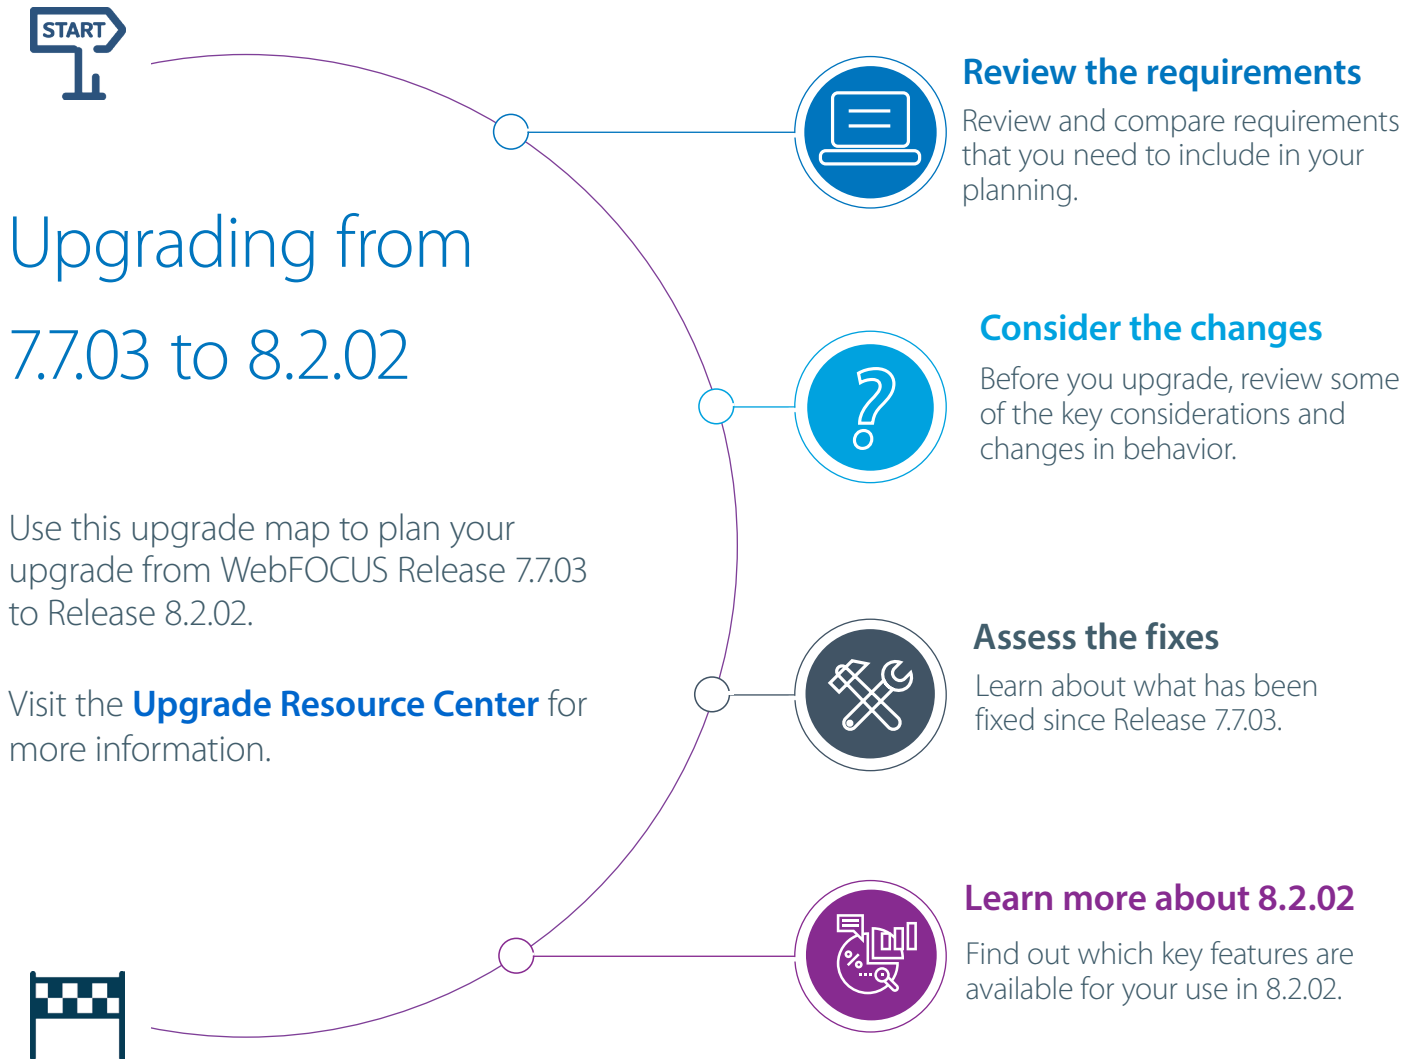 START
Upgrading from
7.7.03 to 8.2.02
Use this upgrade map to plan your
upgrade from WebFOCUS Release 7.7.03
to Release 8.2.02.
Visit the Upgrade Resource Center for
more information.
Review the requirements
Review and compare requirements
that you need to include in your
planning.
Consider the changes
Before you upgrade, review some
of the key considerations and
changes in behavior.
Assess the fixes
Learn about what has been
fixed since Release 7.7.03.
Learn more about 8.2.02
Find out which key features are
available for your use in 8.2.02.